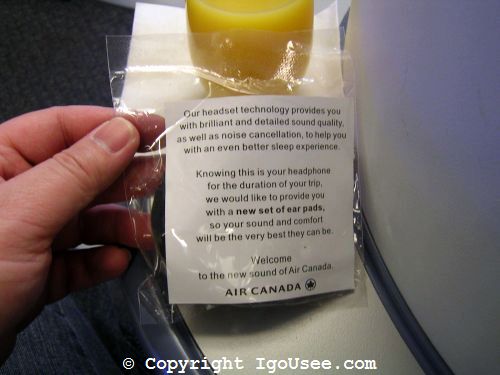 Our headset technology provides you
with brilliant and detailed sound quality,
as well as noise cancellation, to help you
with an even better sleep experience.
Knowing this is your headphone
for the duration of your trip,
we would like to provide you
with a new set of ear pads,
so your sound and comfort
will be the very best they can be.
Welcome
to the new sound of Air Canada.
AIR CANADA
© Copyright IgoUsee.com